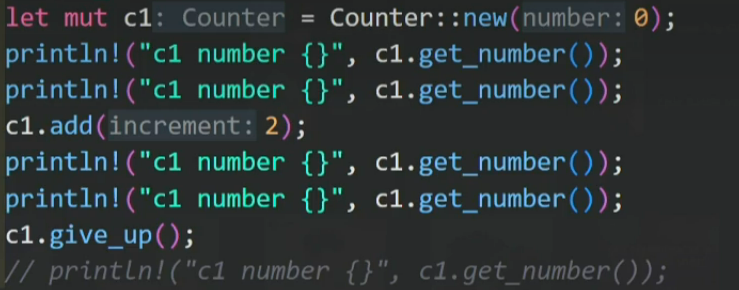 let mut c1: Counter = Counter::new(number: 0);
println!("c1 number {}", c1.get_number());
println!("c1 number {}", c1.get_number());
c1.add(increment: 2);
println!("c1 number {}", c1.get_number());
println!("c1 number {}", c1.get_number());
c1.give_up();
// println!("c1 number {}", c1.get_number());